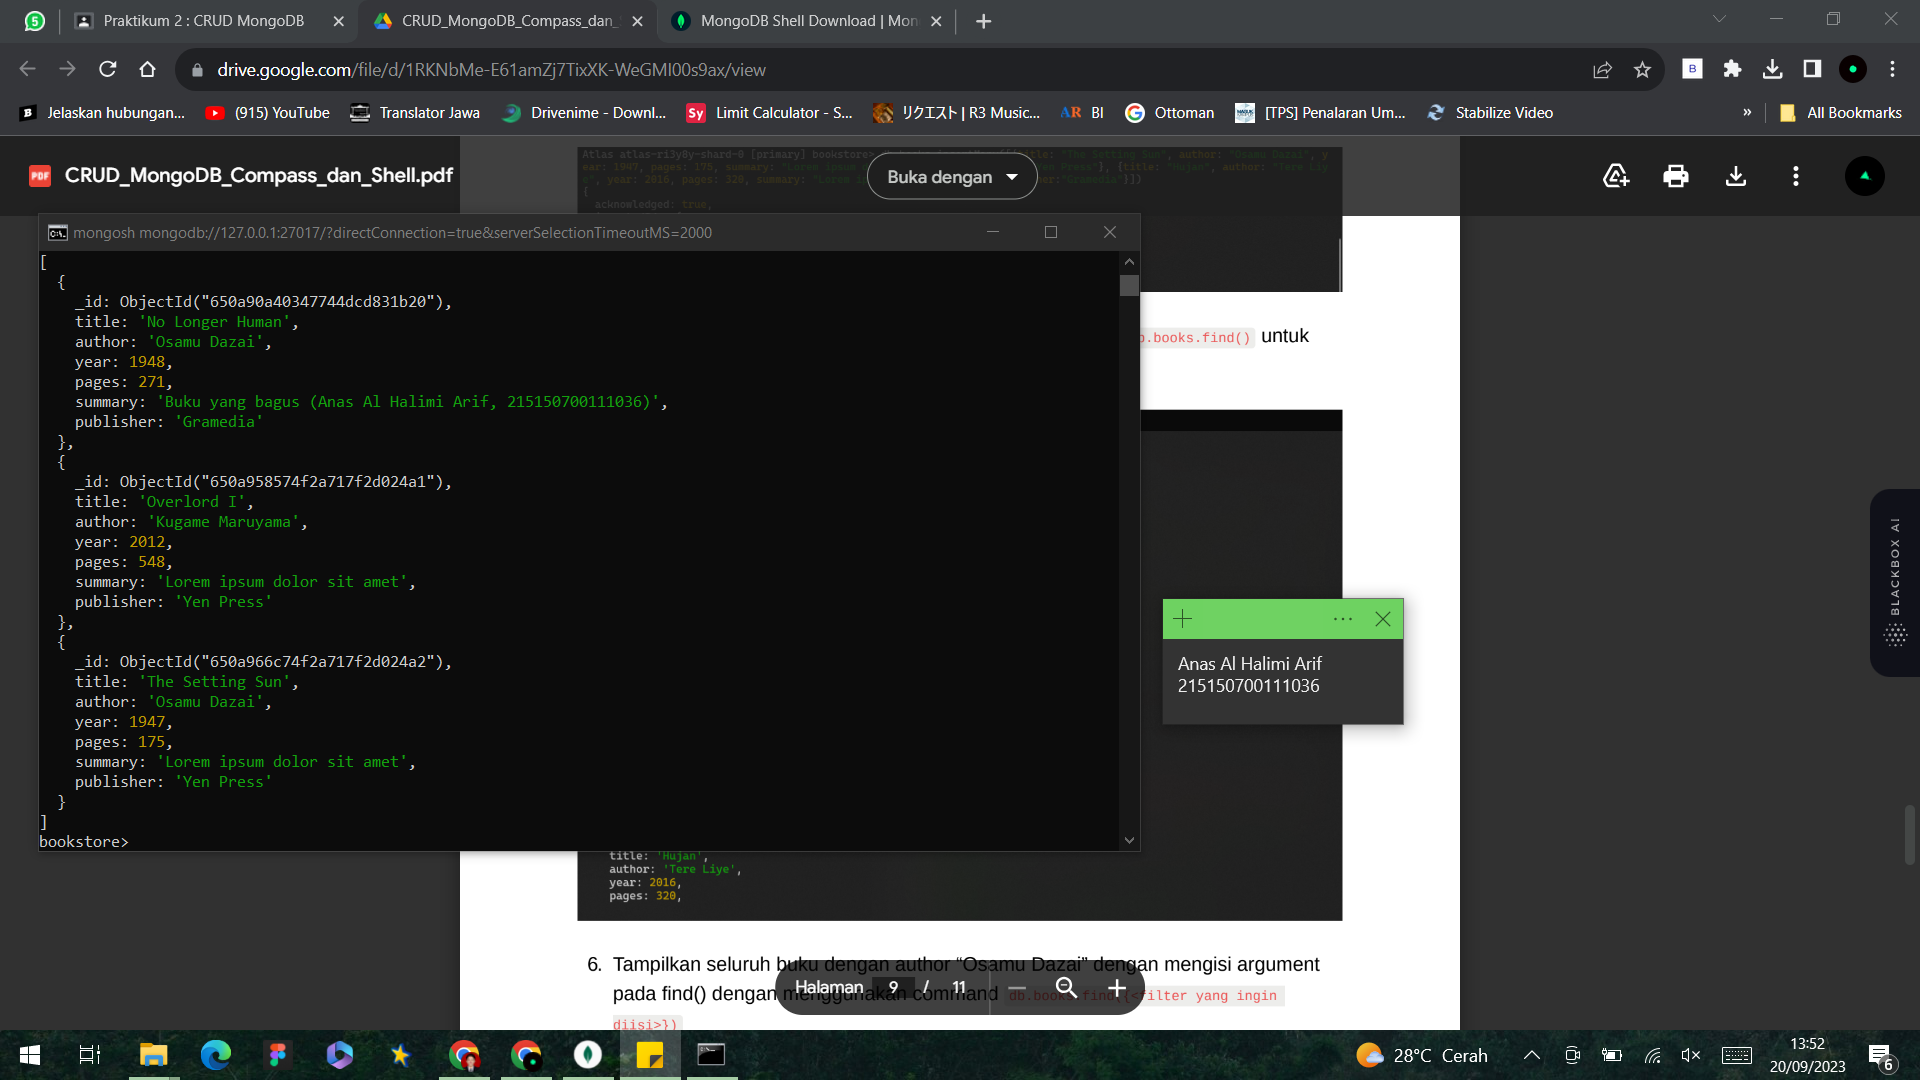 5
Praktikum 2 : CRUD MongoDB
CRUD_MongoDB_Compass_dan_
MongoDB Shell Download | Mon
drive.google.com/file/d/1RKNbMe-E61amZj7TixXK-WeGMl00s9ax/view
Jelaskan hubungan...
(915) YouTube
Translator Jawa
Drivenime - Downl...
Sy
Limit Calculator - S...
リクエスト | R3 Music...
AR
BI
Ottoman
[TPS] Penalaran Um...
Stabilize Video
»
All Bookmarks
PDF
CRUD_MongoDB_Compass_dan_Shell.pdf
Buka dengan
mongosh mongodb://127.0.0.1:27017/?directConnection=true&serverSelectionTimeoutMS=2000
[
{
_id: ObjectId("650a90a40347744dcd831b20"),
title: 'No Longer Human',
author: 'Osamu Dazai',
year: 1948,
pages: 271,
summary: 'Buku yang bagus (Anas Al Halimi Arif, 215150700111036)',
publisher: 'Gramedia'
},
{
_id: ObjectId("650a958574f2a717f2d024a1"),
title: 'Overlord I',
author: 'Kugame Maruyama',
year: 2012,
pages: 548,
summary: 'Lorem ipsum dolor sit amet',
publisher: 'Yen Press'
},
{
_id: ObjectId("650a966c74f2a717f2d024a2"),
title: 'The Setting Sun',
author: 'Osamu Dazai',
year: 1947,
pages: 175,
summary: 'Lorem ipsum dolor sit amet',
publisher: 'Yen Press'
}
]
bookstore>
.books.find() untuk
BLACKBOX AI
Anas Al Halimi Arif
215150700111036
title: 'Hujan',
author: 'Tere Liye',
year: 2016,
pages: 320,
6. Tampilkan seluruh buku dengan author “Osamu Dazai” dengan mengisi argument
pada find() dengan menggunakan command db.books.find({<filter yang ingin
diisi>})
Halaman 9 / 11
28°C Cerah
13:52
20/09/2023
6